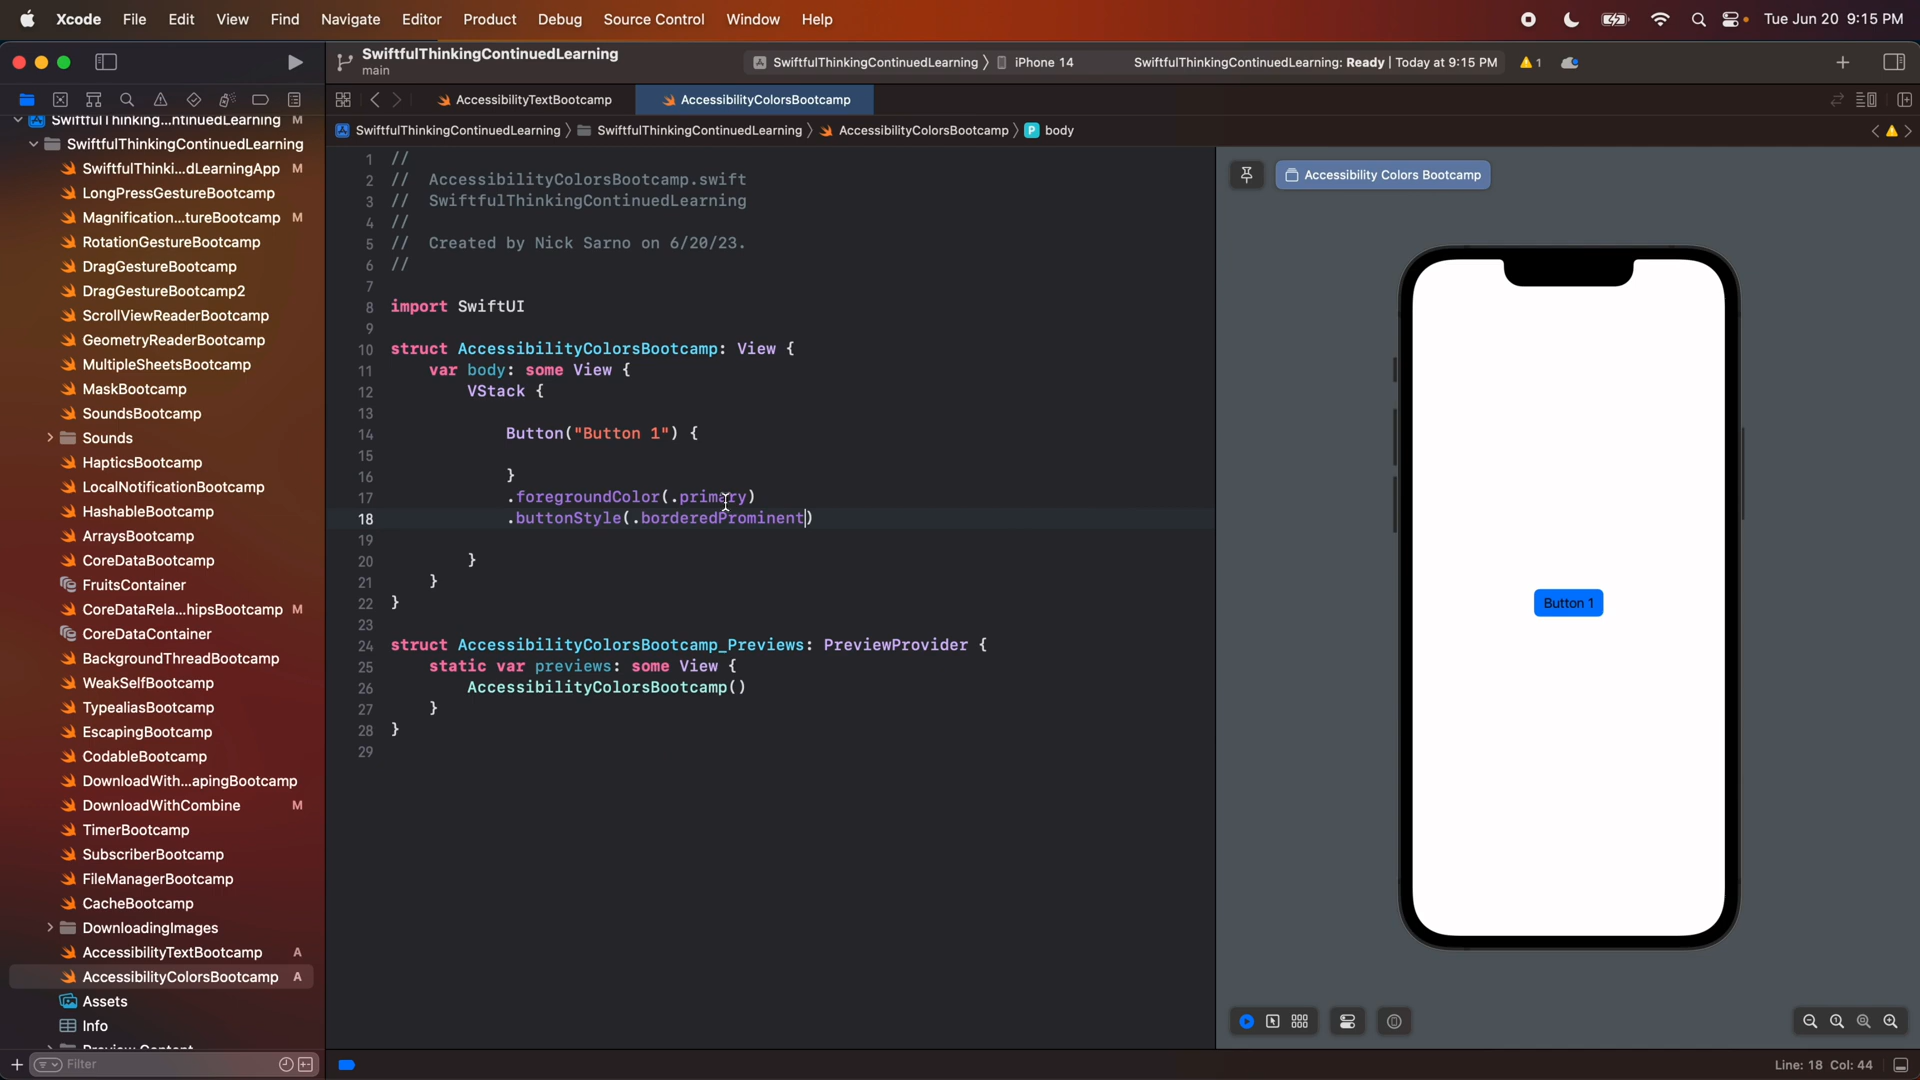 Xcode File Edit View Find Navigate Editor Product Debug Source Control Window Help Tue Jun 20 9:15 PM
SwiftfulThinkingContinuedLearning
main
SwiftfulThinkingContinuedLearning 〉 iPhone 14
SwiftfulThinkingContinuedLearning: Ready | Today at 9:15 PM
1
AccessibilityTextBootcamp
AccessibilityColorsBootcamp
SwiftfulThinkingContinuedLearning 〉 SwiftfulThinkingContinuedLearning 〉 AccessibilityColorsBootcamp 〉 P body
SwiftfulThinking...ntinuedLearning M
SwiftfulThinkingContinuedLearning
SwiftfulThinki...dLearningApp M
LongPressGestureBootcamp
Magnification...tureBootcamp M
RotationGestureBootcamp
DragGestureBootcamp
DragGestureBootcamp2
ScrollViewReaderBootcamp
GeometryReaderBootcamp
MultipleSheetsBootcamp
MaskBootcamp
SoundsBootcamp
Sounds
HapticsBootcamp
LocalNotificationBootcamp
HashableBootcamp
ArraysBootcamp
CoreDataBootcamp
FruitsContainer
CoreDataRela...hipsBootcamp M
CoreDataContainer
BackgroundThreadBootcamp
WeakSelfBootcamp
TypealiasBootcamp
EscapingBootcamp
CodableBootcamp
DownloadWith...apingBootcamp
DownloadWithCombine M
TimerBootcamp
SubscriberBootcamp
FileManagerBootcamp
CacheBootcamp
DownloadingImages
AccessibilityTextBootcamp A
AccessibilityColorsBootcamp A
Assets
Info
Preview Content
Filter
1 //
2 // AccessibilityColorsBootcamp.swift
3 // SwiftfulThinkingContinuedLearning
4 //
5 // Created by Nick Sarno on 6/20/23.
6 //
7
8 import SwiftUI
9
10 struct AccessibilityColorsBootcamp: View {
11 var body: some View {
12 VStack {
13
14 Button("Button 1") {
15
16 }
17 .foregroundColor(.primary)
18 .buttonStyle(.borderedProminent)
19
20 }
21 }
22 }
23
24 struct AccessibilityColorsBootcamp_Previews: PreviewProvider {
25 static var previews: some View {
26 AccessibilityColorsBootcamp()
27 }
28 }
29
Accessibility Colors Bootcamp
Button 1
Line: 18 Col: 44